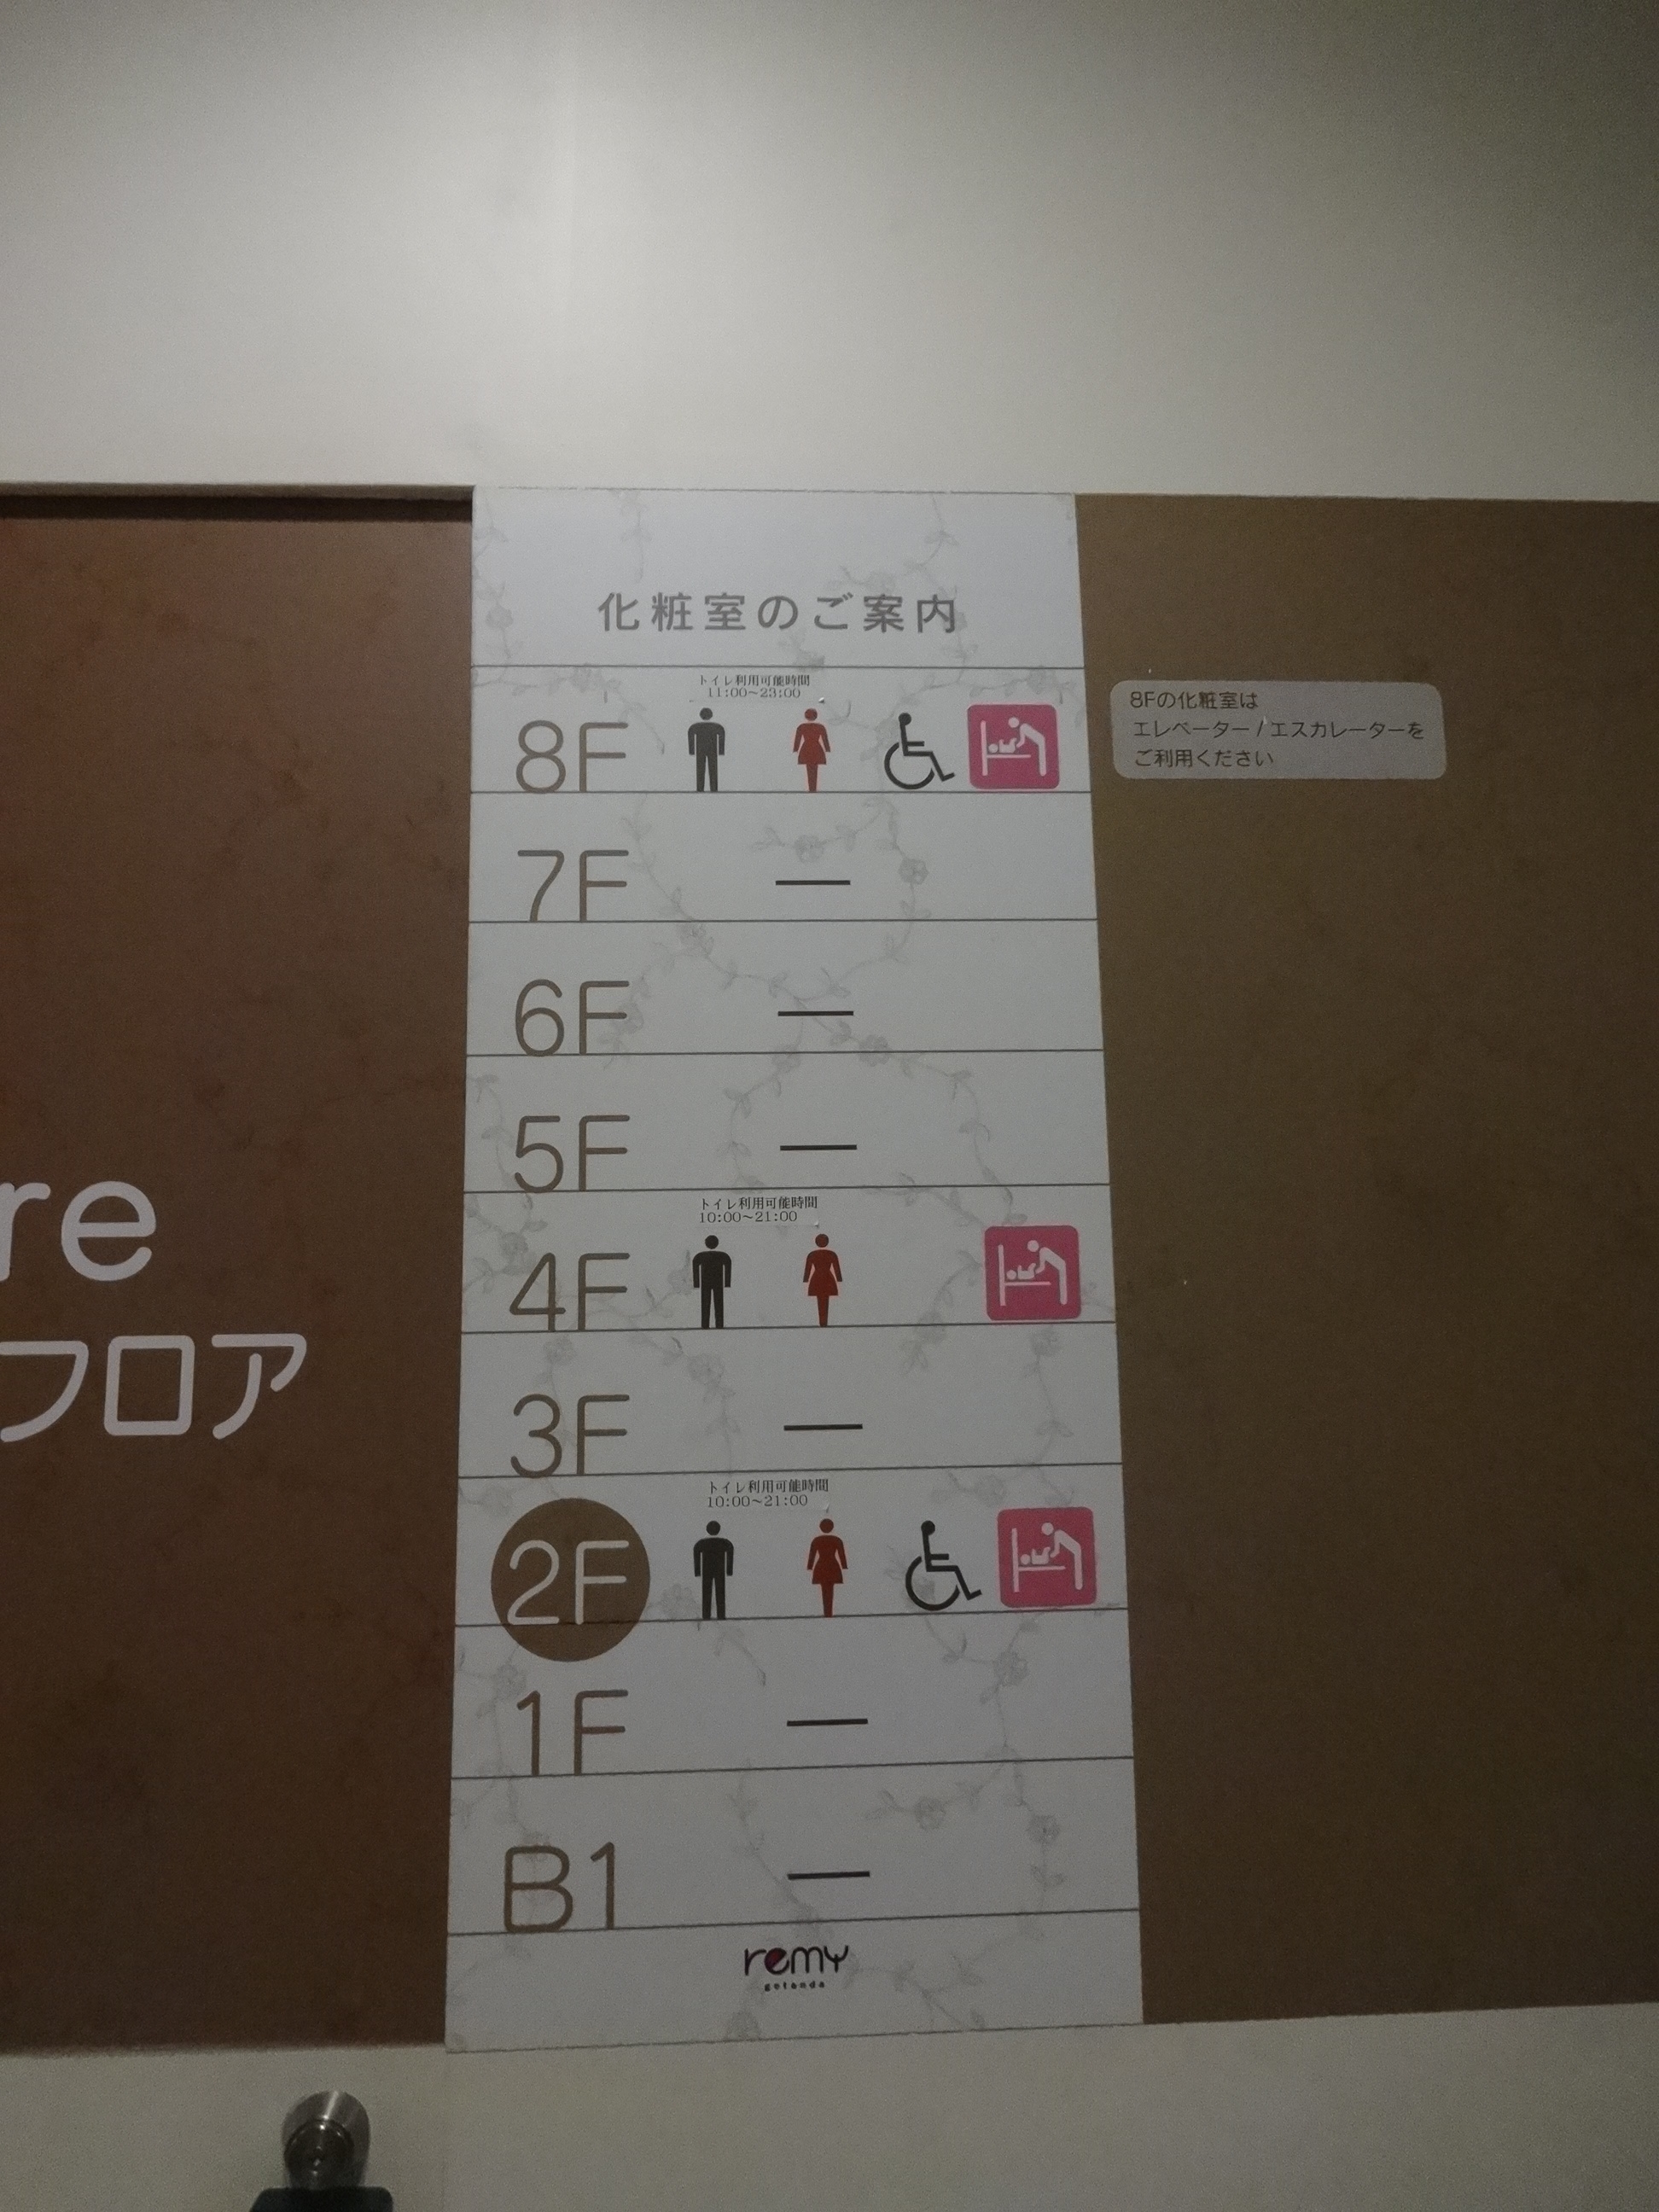 化粧室のご案内
トイレ利用可能時間
11:00~23:00
8F
8Fの化粧室は
エレベーター / エスカレーターを
ご利用ください
7F
6F
5F
トイレ利用可能時間
10:00~21:00
4F
3F
トイレ利用可能時間
10:00~21:00
2F
1F
B1
remy
gotanda
re
フロア